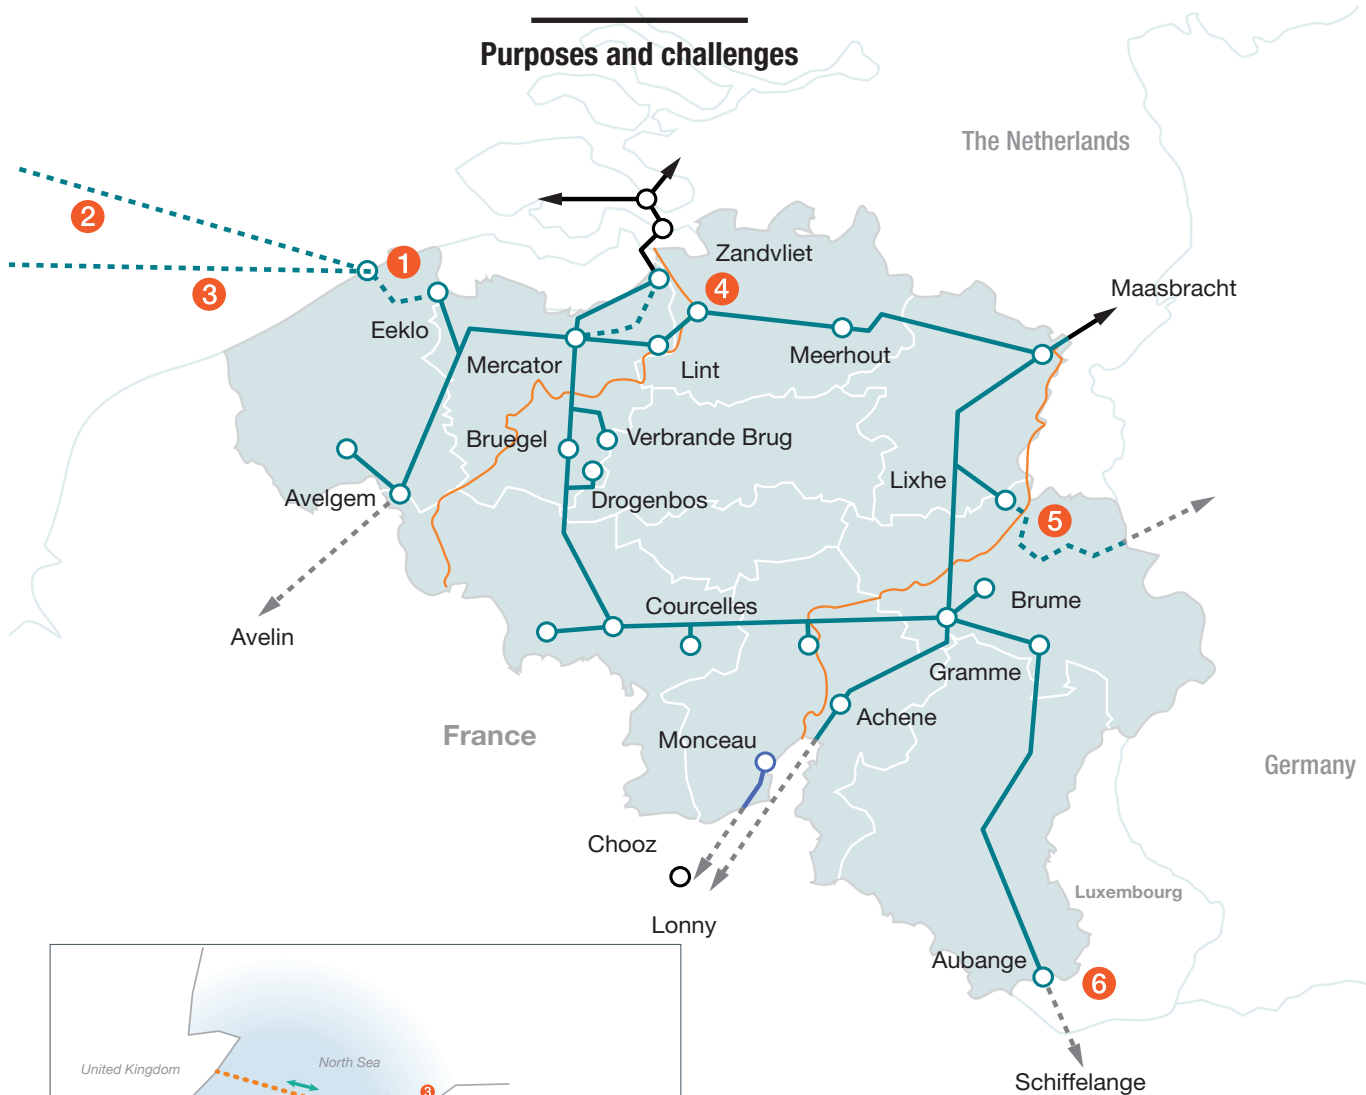 Purposes and challenges
The Netherlands
2
1
Zandvliet
3
4
Maasbracht
Eeklo
Mercator
Lint
Meerhout
Bruegel
Verbrande Brug
Lixhe
Avelgem
Drogenbos
5
Avelin
Courcelles
Brume
Gramme
Achene
France
Monceau
Germany
Chooz
Luxembourg
Lonny
Aubange
6
United Kingdom
North Sea
3
Schiffelange